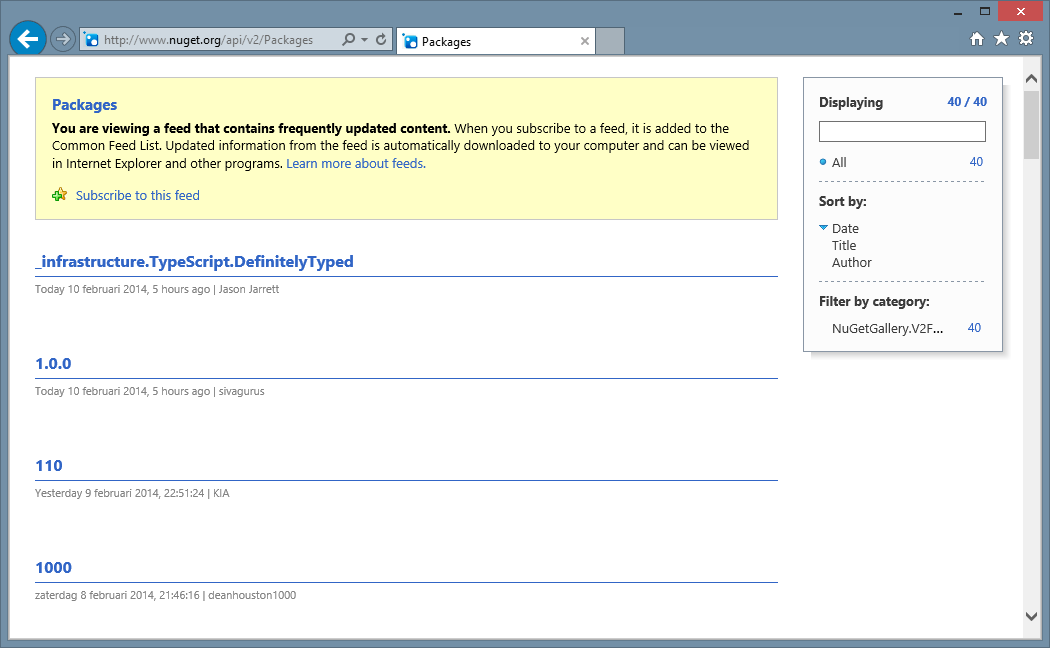 http://www.nuget.org/api/v2/Packages
Packages
Packages
You are viewing a feed that contains frequently updated content. When you subscribe to a feed, it is added to the
Common Feed List. Updated information from the feed is automatically downloaded to your computer and can be viewed
in Internet Explorer and other programs. Learn more about feeds.
Subscribe to this feed
_infrastructure.TypeScript.DefinitelyTyped
Today 10 februari 2014, 5 hours ago | Jason Jarrett
1.0.0
Today 10 februari 2014, 5 hours ago | sivagurus
110
Yesterday 9 februari 2014, 22:51:24 | KIA
1000
zaterdag 8 februari 2014, 21:46:16 | deanhouston1000
Displaying 40 / 40
All 40
Sort by:
Date
Title
Author
Filter by category:
NuGetGallery.V2F... 40